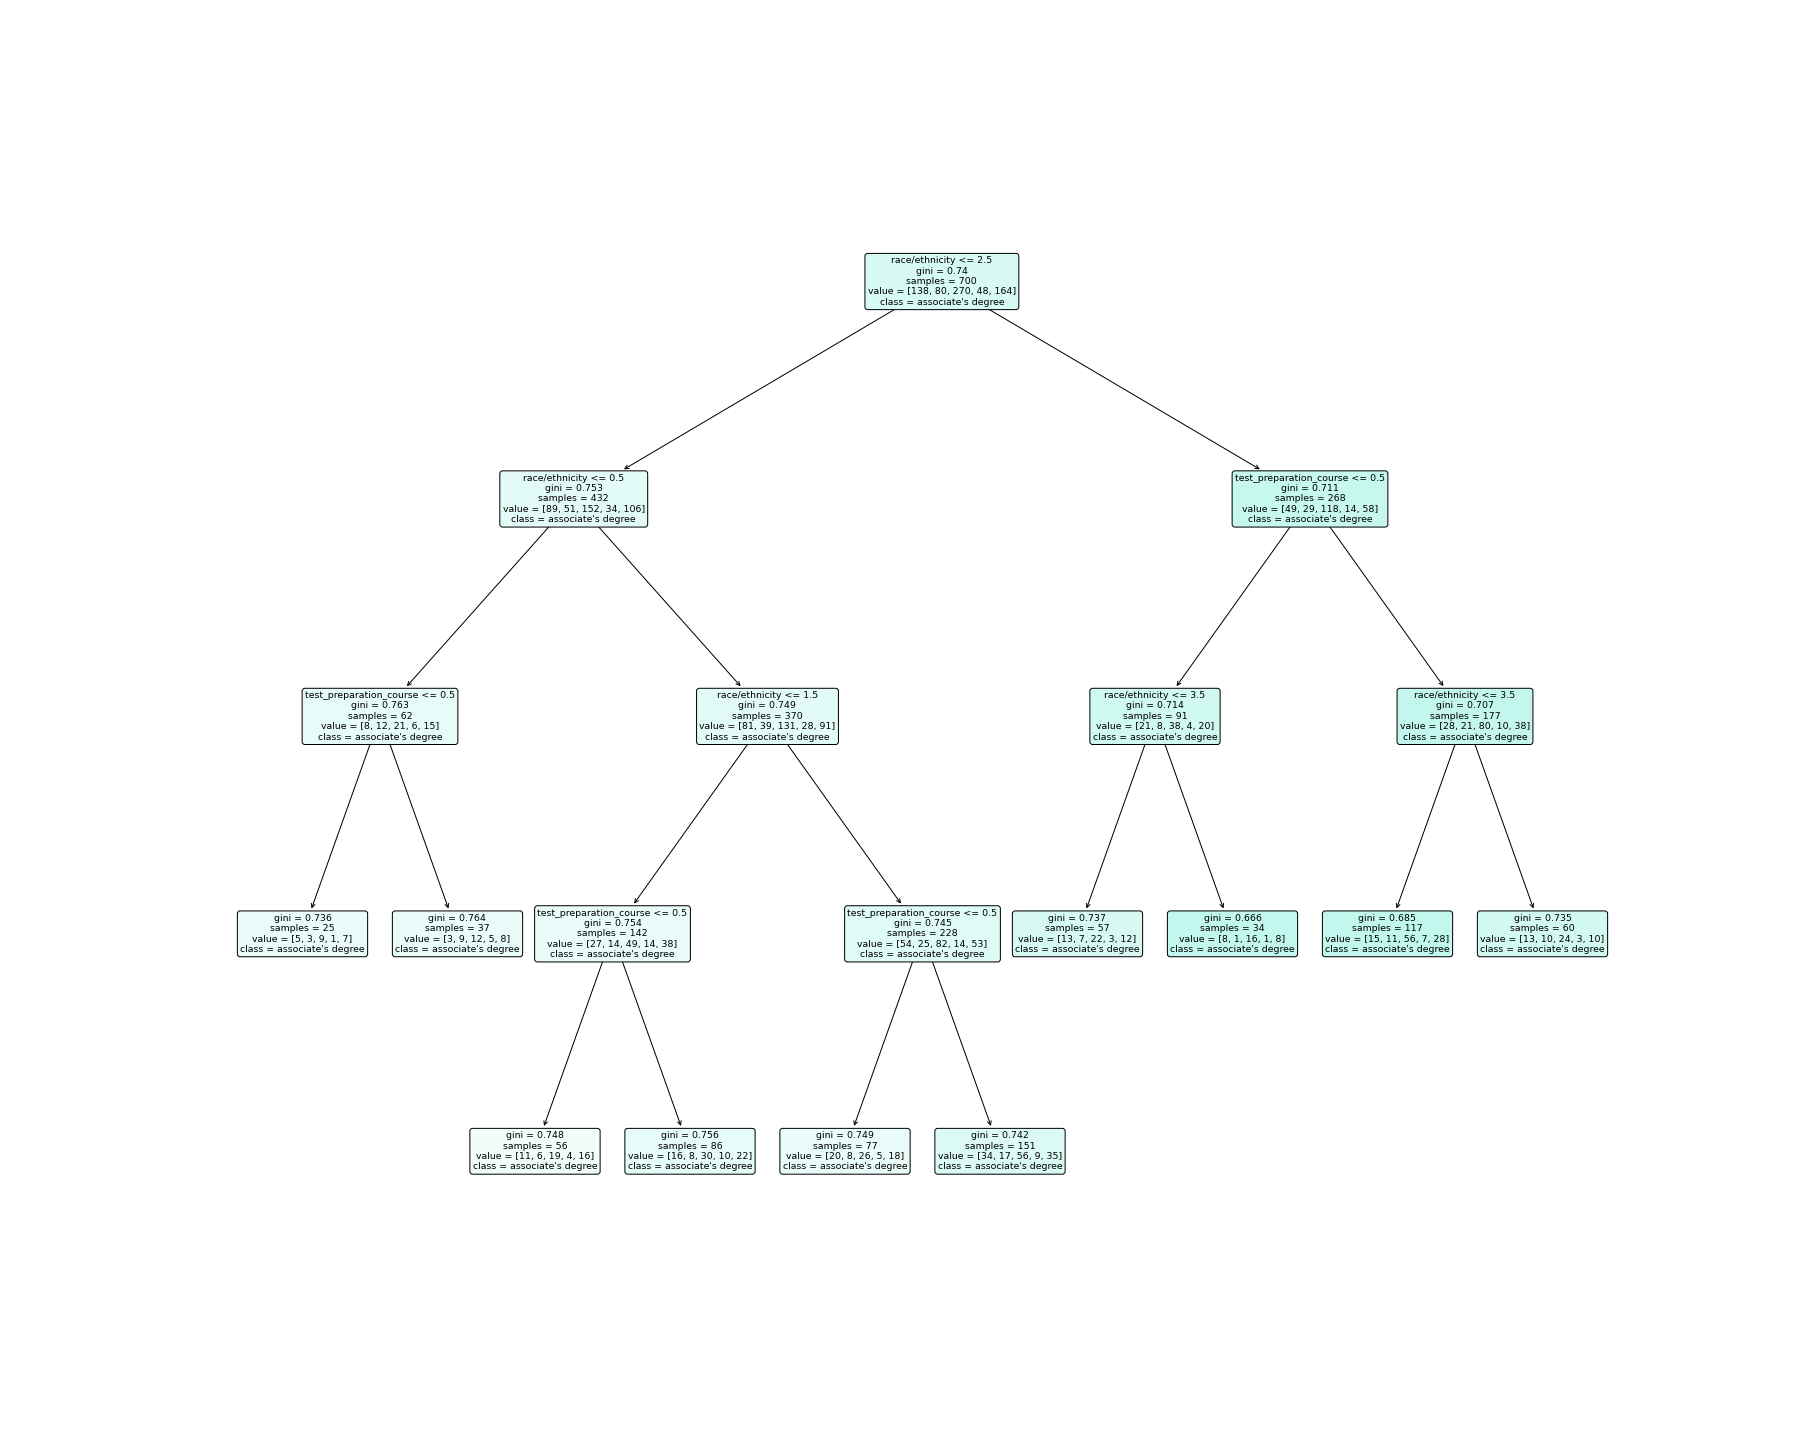 race/ethnicity <= 2.5
gini = 0.74
samples = 700
value = [138, 80, 270, 48, 164]
class = associate's degree
race/ethnicity <= 0.5
gini = 0.753
samples = 432
value = [89, 51, 152, 34, 106]
class = associate's degree
test_preparation_course <= 0.5
gini = 0.711
samples = 268
value = [49, 29, 118, 14, 58]
class = associate's degree
test_preparation_course <= 0.5
gini = 0.763
samples = 62
value = [8, 12, 21, 6, 15]
class = associate's degree
race/ethnicity <= 1.5
gini = 0.749
samples = 370
value = [81, 39, 131, 28, 91]
class = associate's degree
race/ethnicity <= 3.5
gini = 0.714
samples = 91
value = [21, 8, 38, 4, 20]
class = associate's degree
race/ethnicity <= 3.5
gini = 0.707
samples = 177
value = [28, 21, 80, 10, 38]
class = associate's degree
gini = 0.736
samples = 25
value = [5, 3, 9, 1, 7]
class = associate's degree
gini = 0.764
samples = 37
value = [3, 9, 12, 5, 8]
class = associate's degree
test_preparation_course <= 0.5
gini = 0.754
samples = 142
value = [27, 14, 49, 14, 38]
class = associate's degree
test_preparation_course <= 0.5
gini = 0.745
samples = 228
value = [54, 25, 82, 14, 53]
class = associate's degree
gini = 0.737
samples = 57
value = [13, 7, 22, 3, 12]
class = associate's degree
gini = 0.666
samples = 34
value = [8, 1, 16, 1, 8]
class = associate's degree
gini = 0.685
samples = 117
value = [15, 11, 56, 7, 28]
class = associate's degree
gini = 0.735
samples = 60
value = [13, 10, 24, 3, 10]
class = associate's degree
gini = 0.748
samples = 56
value = [11, 6, 19, 4, 16]
class = associate's degree
gini = 0.756
samples = 86
value = [16, 8, 30, 10, 22]
class = associate's degree
gini = 0.749
samples = 77
value = [20, 8, 26, 5, 18]
class = associate's degree
gini = 0.742
samples = 151
value = [34, 17, 56, 9, 35]
class = associate's degree